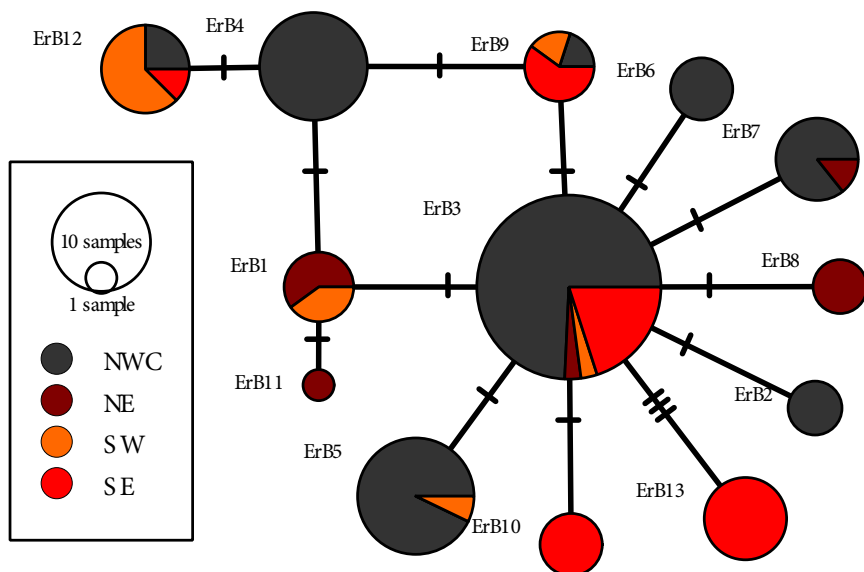 ErB4
ErB12
ErB9
ErB6
ErB7
ErB3
10 samples
1 sample
ErB1
ErB8
NWC
NE
SW
SE
ErB11
ErB2
ErB5
ErB13
ErB10